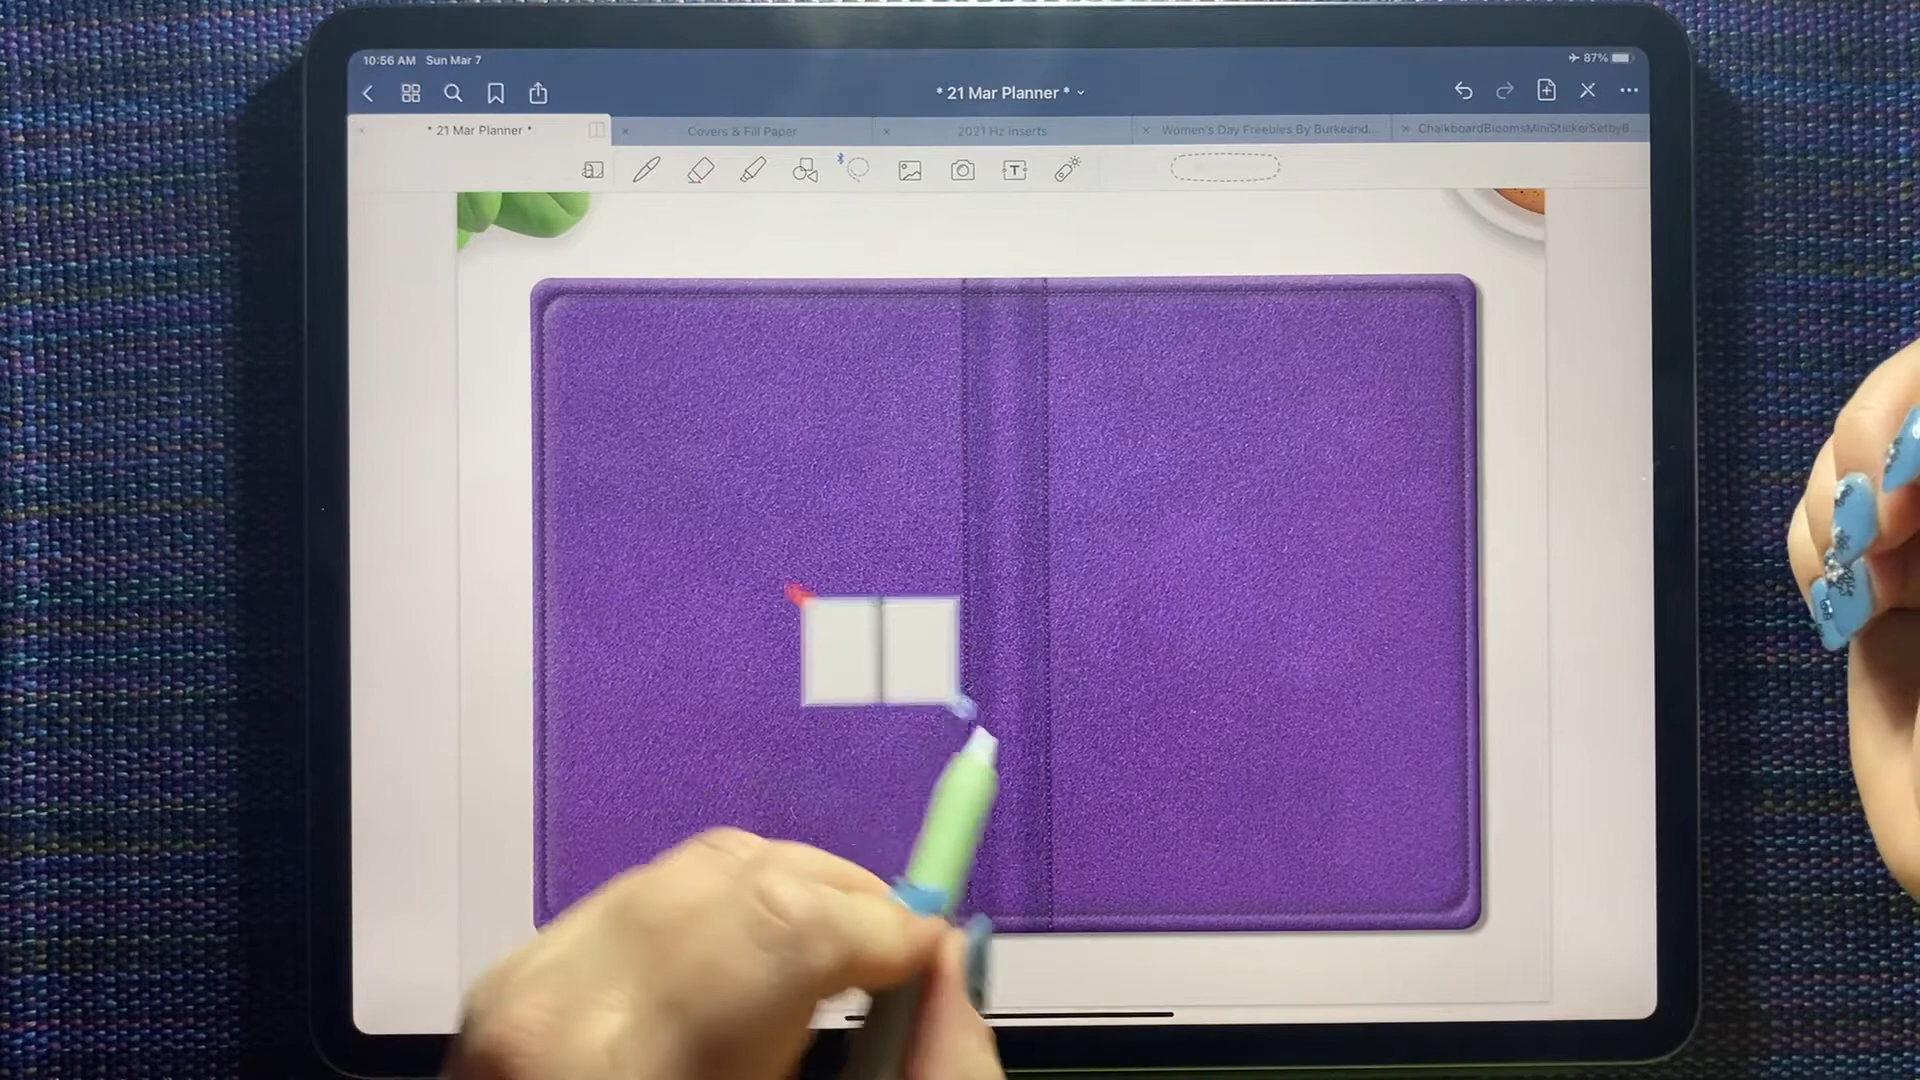 10:56 AM Sun Mar 7
87%
* 21 Mar Planner *
* 21 Mar Planner *
Covers & Fill Paper
2021 Hz Inserts
Women's Day Freebies By Burkeand...
ChalkboardBloomsMiniStickerSetbyB...
T